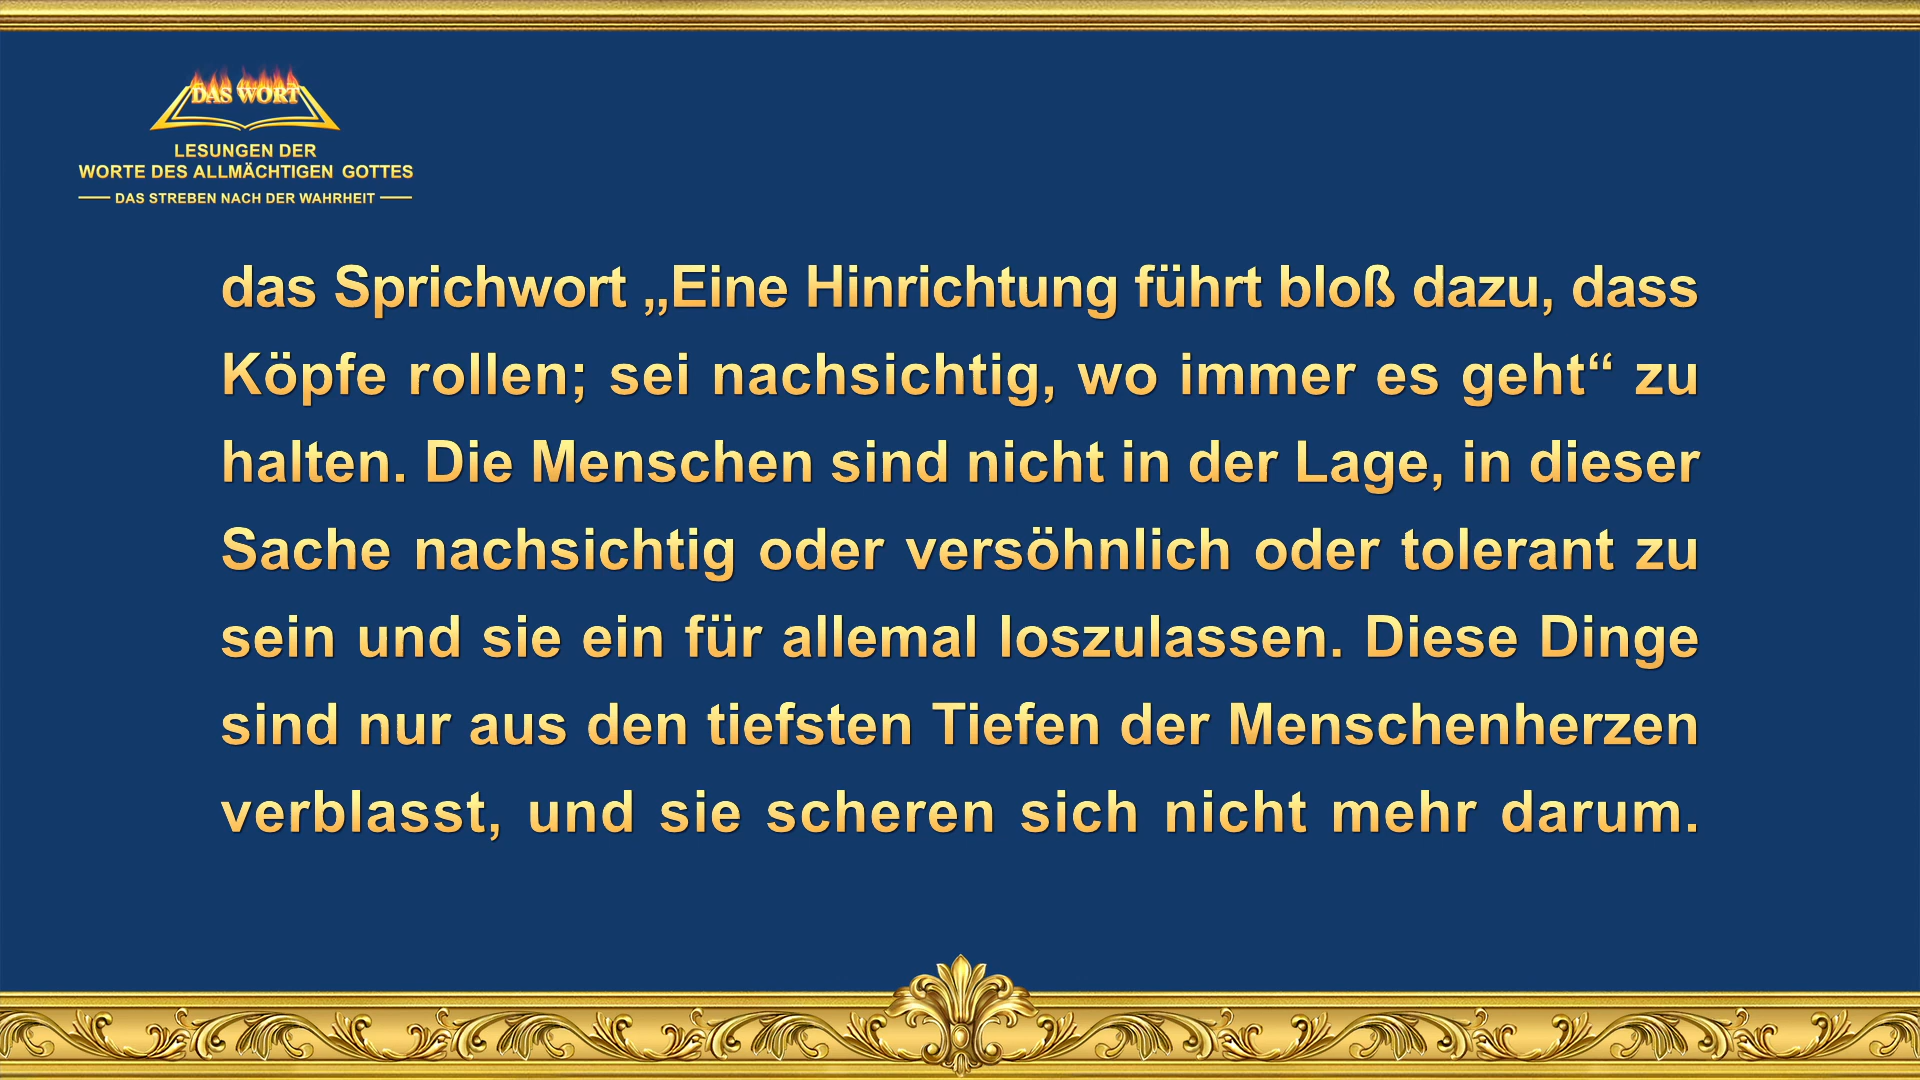 DAS WORT
LESUNGEN DER
WORTE DES ALLMÄCHTIGEN GOTTES
DAS STREBEN NACH DER WAHRHEIT
das Sprichwort „Eine Hinrichtung führt bloß dazu, dass
Köpfe rollen; sei nachsichtig, wo immer es geht“ zu
halten. Die Menschen sind nicht in der Lage, in dieser
Sache nachsichtig oder versöhnlich oder tolerant zu
sein und sie ein für allemal loszulassen. Diese Dinge
sind nur aus den tiefsten Tiefen der Menschenherzen
verblasst, und sie scheren sich nicht mehr darum.